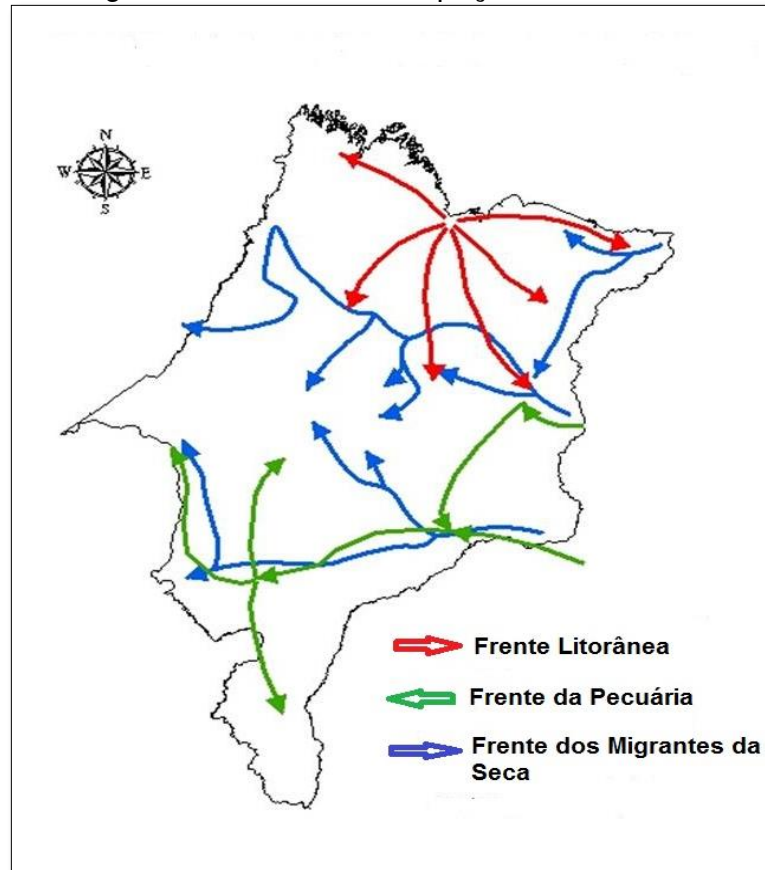 N
W E
S
Frente Litorânea
Frente da Pecuária
Frente dos Migrantes da
Seca